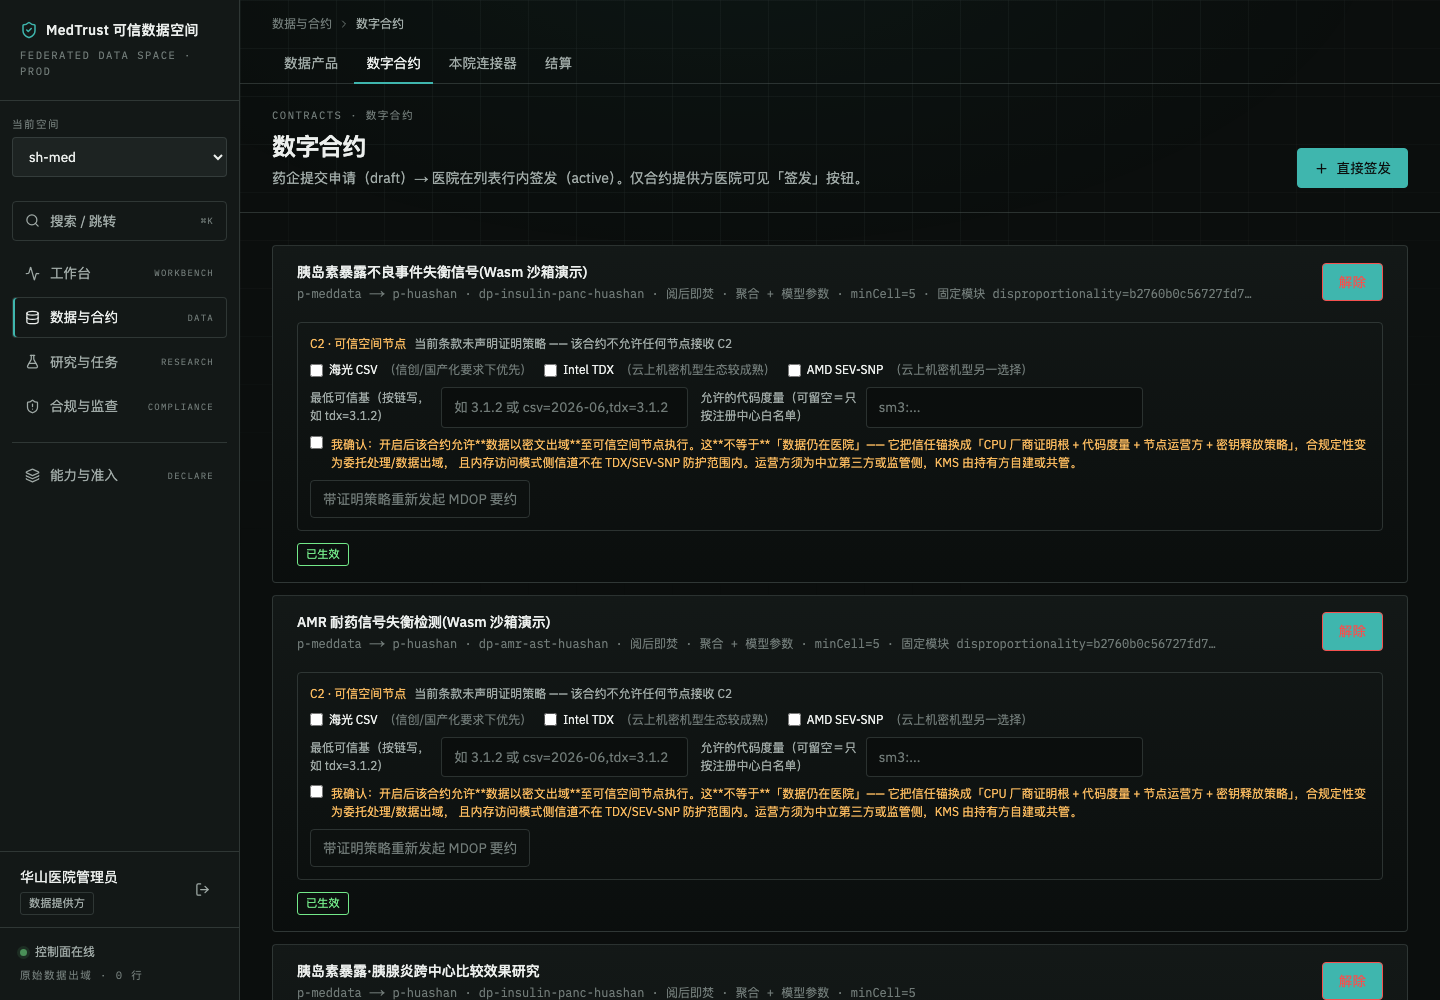 MedTrust 可信数据空间
FEDERATED DATA SPACE ·
PROD
当前空间
sh-med
搜索 / 跳转 ⌘K
工作台 WORKBENCH
数据与合约 DATA
研究与任务 RESEARCH
合规与监查 COMPLIANCE
能力与准入 DECLARE
华山医院管理员
数据提供方
控制面在线
原始数据出域 · 0 行
数据与合约 › 数字合约
数据产品 数字合约 本院连接器 结算
CONTRACTS · 数字合约
数字合约
药企提交申请（draft）→ 医院在列表行内签发（active）。仅合约提供方医院可见「签发」按钮。
+ 直接签发
胰岛素暴露不良事件失衡信号(Wasm 沙箱演示)
p-meddata → p-huashan · dp-insulin-panc-huashan · 阅后即焚 · 聚合 + 模型参数 · minCell=5 · 固定模块 disproportionality=b2760b0c56727fd7…
解除
C2 · 可信空间节点 当前条款未声明证明策略 —— 该合约不允许任何节点接收 C2
海光 CSV （信创/国产化要求下优先） Intel TDX （云上机密机型生态较成熟） AMD SEV-SNP （云上机密机型另一选择）
最低可信基（按链写，如 tdx=3.1.2） 如 3.1.2 或 csv=2026-06,tdx=3.1.2 允许的代码度量（可留空＝只按注册中心白名单） sm3:...
我确认：开启后该合约允许**数据以密文出域**至可信空间节点执行。这**不等于**「数据仍在医院」—— 它把信任锚换成「CPU 厂商证明根 + 代码度量 + 节点运营方 + 密钥释放策略」，合规定性变
为委托处理/数据出域， 且内存访问模式侧信道不在 TDX/SEV-SNP 防护范围内。运营方须为中立第三方或监管侧，KMS 由持有方自建或共管。
带证明策略重新发起 MDOP 要约
已生效
AMR 耐药信号失衡检测(Wasm 沙箱演示)
p-meddata → p-huashan · dp-amr-ast-huashan · 阅后即焚 · 聚合 + 模型参数 · minCell=5 · 固定模块 disproportionality=b2760b0c56727fd7…
解除
C2 · 可信空间节点 当前条款未声明证明策略 —— 该合约不允许任何节点接收 C2
海光 CSV （信创/国产化要求下优先） Intel TDX （云上机密机型生态较成熟） AMD SEV-SNP （云上机密机型另一选择）
最低可信基（按链写，如 tdx=3.1.2） 如 3.1.2 或 csv=2026-06,tdx=3.1.2 允许的代码度量（可留空＝只按注册中心白名单） sm3:...
我确认：开启后该合约允许**数据以密文出域**至可信空间节点执行。这**不等于**「数据仍在医院」—— 它把信任锚换成「CPU 厂商证明根 + 代码度量 + 节点运营方 + 密钥释放策略」，合规定性变
为委托处理/数据出域， 且内存访问模式侧信道不在 TDX/SEV-SNP 防护范围内。运营方须为中立第三方或监管侧，KMS 由持有方自建或共管。
带证明策略重新发起 MDOP 要约
已生效
胰岛素暴露·胰腺炎跨中心比较效果研究
p-meddata → p-huashan · dp-insulin-panc-huashan · 阅后即焚 · 聚合 + 模型参数 · minCell=5
解除